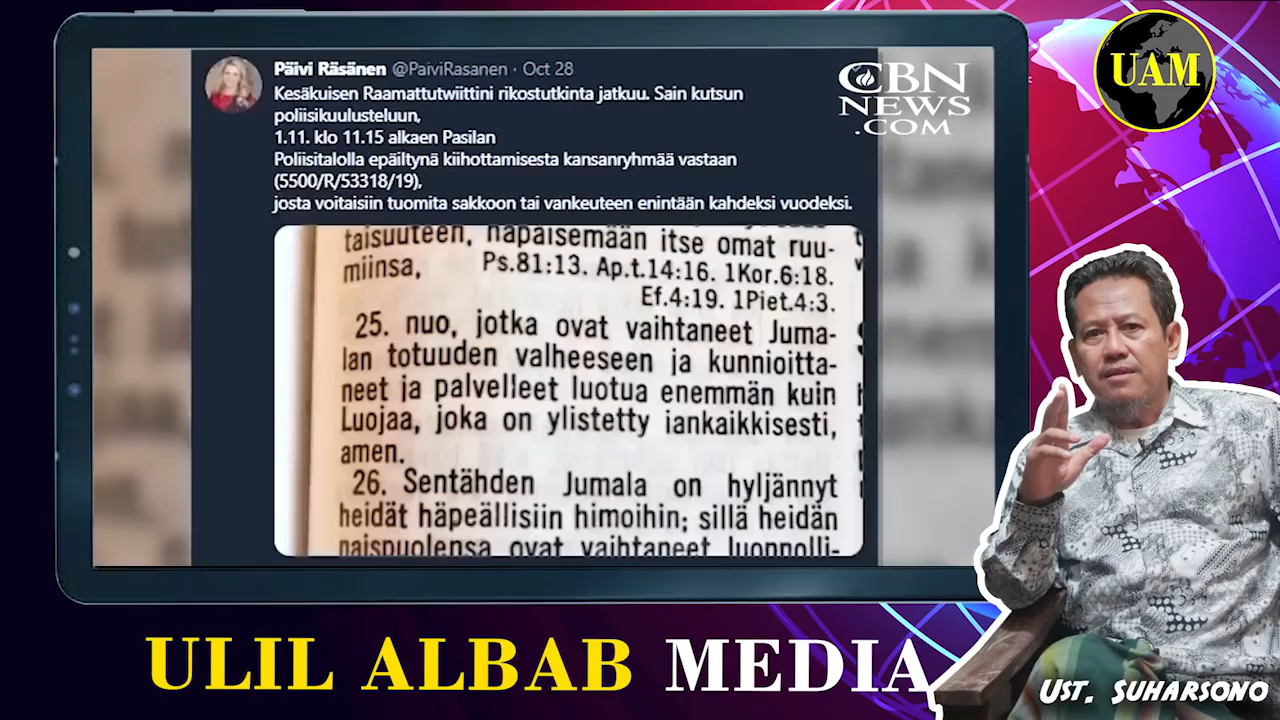 Päivi Räsänen @PaiviRasanen · Oct 28
Kesäkuisen Raamattutwiittini rikostutkinta jatkuu. Sain kutsun
poliisikuulusteluun,
1.11. klo 11.15 alkaen Pasilan
Poliisitalolla epäiltynä kiihottamisesta kansanryhmää vastaan
(5500/R/53318/19),
josta voitaisiin tuomita sakkoon tai vankeuteen enintään kahdeksi vuodeksi.
CBN
NEWS
.COM
UAM
taisuuteen, häpäisemään itse omat ruu-
miinsa, Ps.81:13. Ap.t.14:16. 1Kor.6:18.
Ef.4:19. 1Piet.4:3.
25. nuo, jotka ovat vaihtaneet Juma-
lan totuuden valheeseen ja kunnioitta-
neet ja palvelleet luotua enemmän kuin
Luojaa, joka on ylistetty iankaikkisesti,
amen.
26. Sentähden Jumala on hyljännyt
heidät häpeällisiin himoihin; sillä heidän
naispuolensa ovat vaihtaneet luonnolli-
ULIL ALBAB MEDIA
UST. SUHARSONO